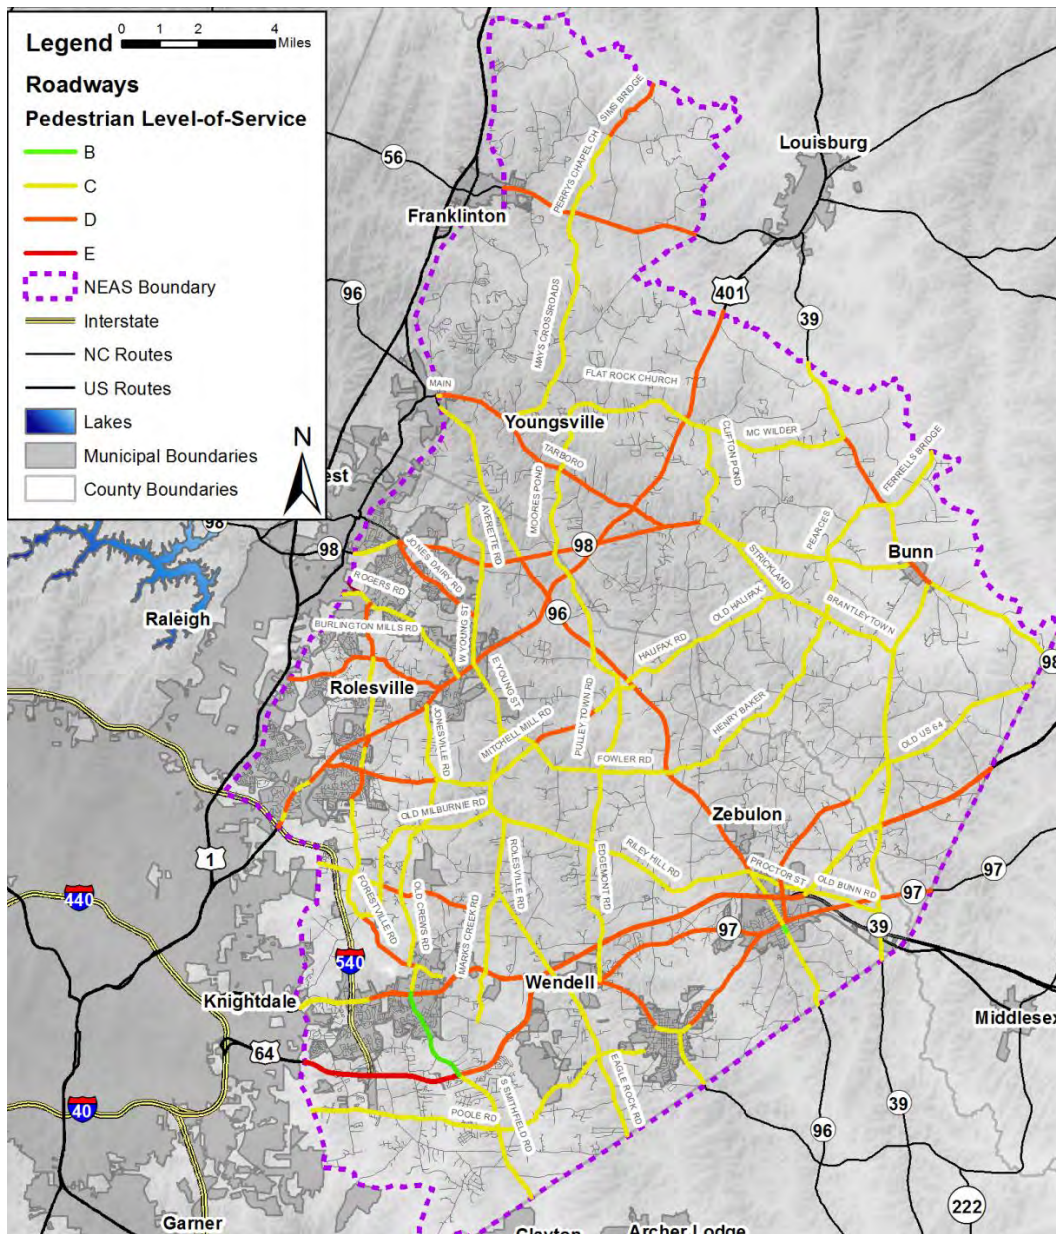 Legend
0 1 2 4
Miles
Roadways
Pedestrian Level-of-Service
B
C
D
E
NEAS Boundary
Interstate
NC Routes
US Routes
Lakes
Municipal Boundaries
County Boundaries
N
SIMS BRIDGE
Louisburg
56
PERRYS CHAPEL CH
Franklinton
401
96
39
MAYS CROSSROADS
FLAT ROCK CHURCH
MAIN
Youngsville
CLIFTON POND
MC WILDER
TARBORO
FERRELLS BRIDGE
est
MOORES POND
AVERETTE RD
98
98
JONES DAIRY RD
98
PEARCES
Bunn
STRICKLAND
ROGERS RD
OLD HALIFAX
BRANTLEYTOWN
Raleigh
96
BURLINGTON MILLS RD
W YOUNG ST
HALIFAX RD
98
Rolesville
E YOUNG ST
PULLEY TOWN RD
HENRY BAKER
JONESVILLE RD
MITCHELL MILL RD
OLD US 64
FOWLER RD
OLD MILBURNIE RD
Zebulon
1
ROLESVILLE RD
EDGEMONT RD
RILEY HILL RD
PROCTOR ST
97
OLD BUNN RD
97
440
FORESTVILLE RD
OLD CREWS RD
MARKS CREEK RD
97
39
540
Wendell
Knightdale
Middlesex
64
EAGLE ROCK RD
S SMITHFIELD RD
POOLE RD
40
39
96
222
Garner
Clayton
Archer Lodge